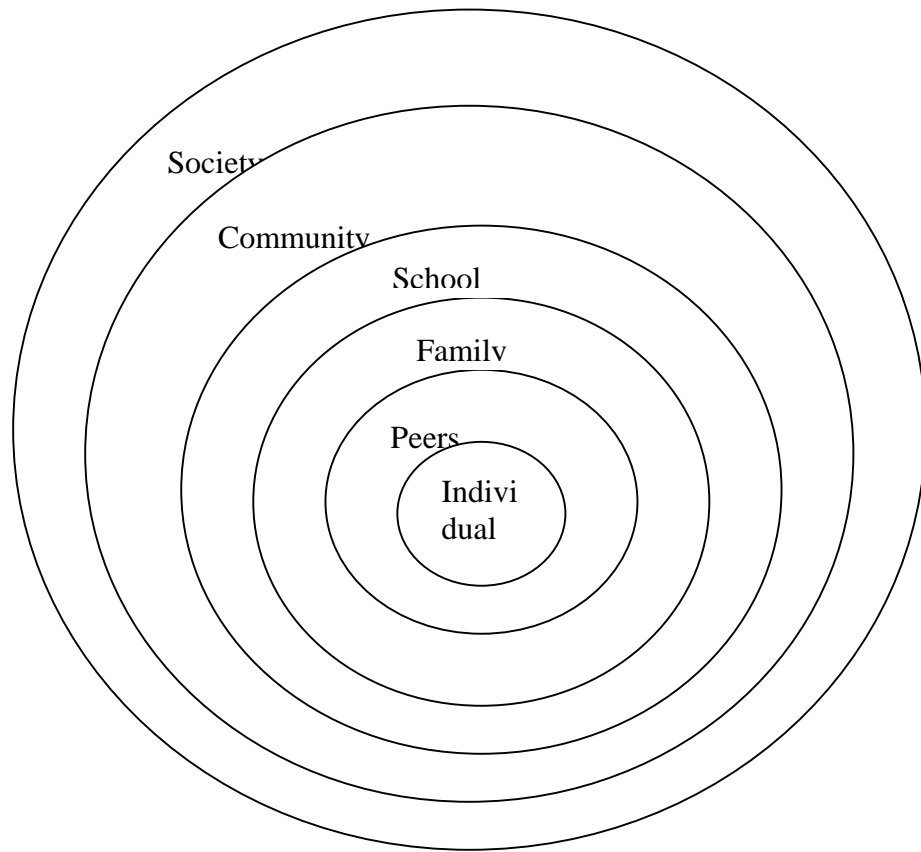 Society
Community
School
Family
Peers
Indivi
dual